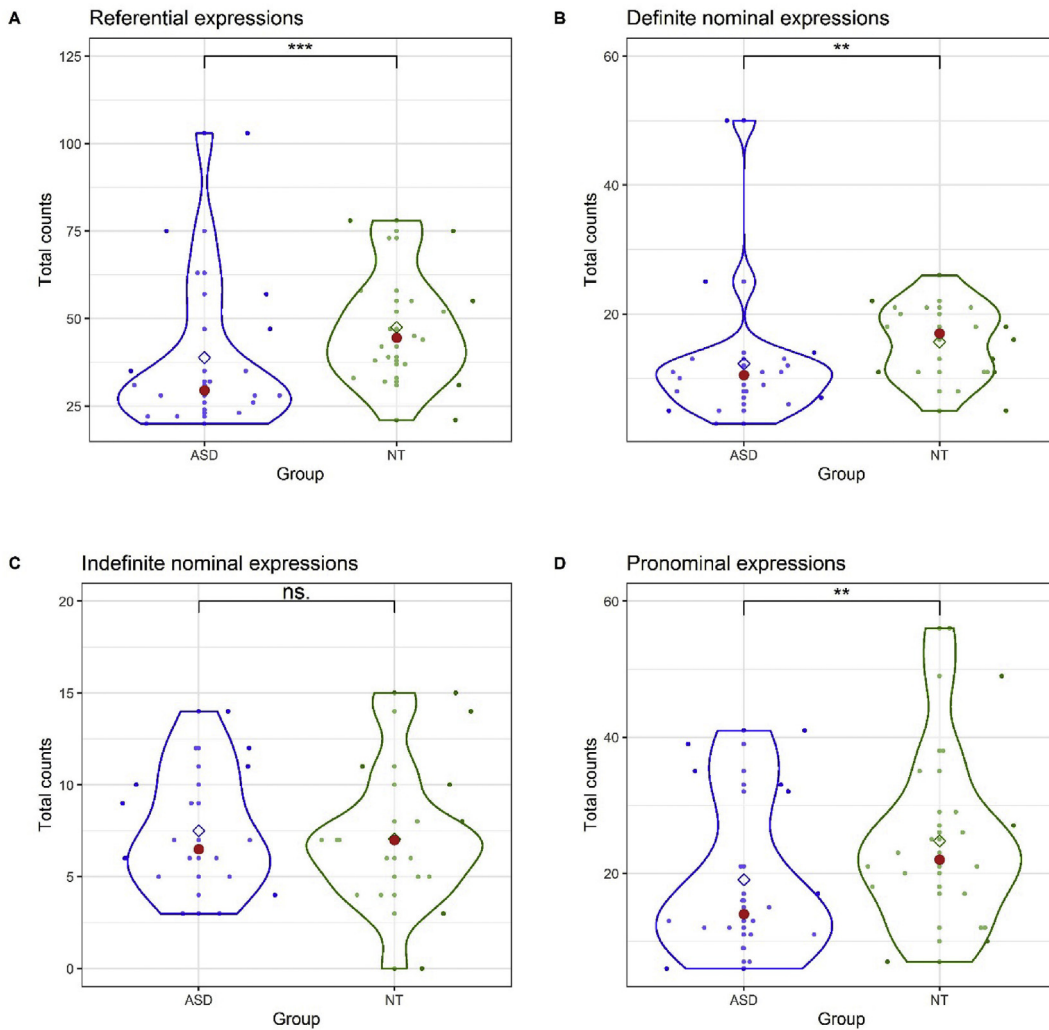 A Referential expressions
***
125
100
75
50
25
Total counts
ASD NT
Group
B Definite nominal expressions
**
60
40
20
Total counts
ASD NT
Group
C Indefinite nominal expressions
ns.
20
15
10
5
0
Total counts
ASD NT
Group
D Pronominal expressions
**
60
40
20
Total counts
ASD NT
Group